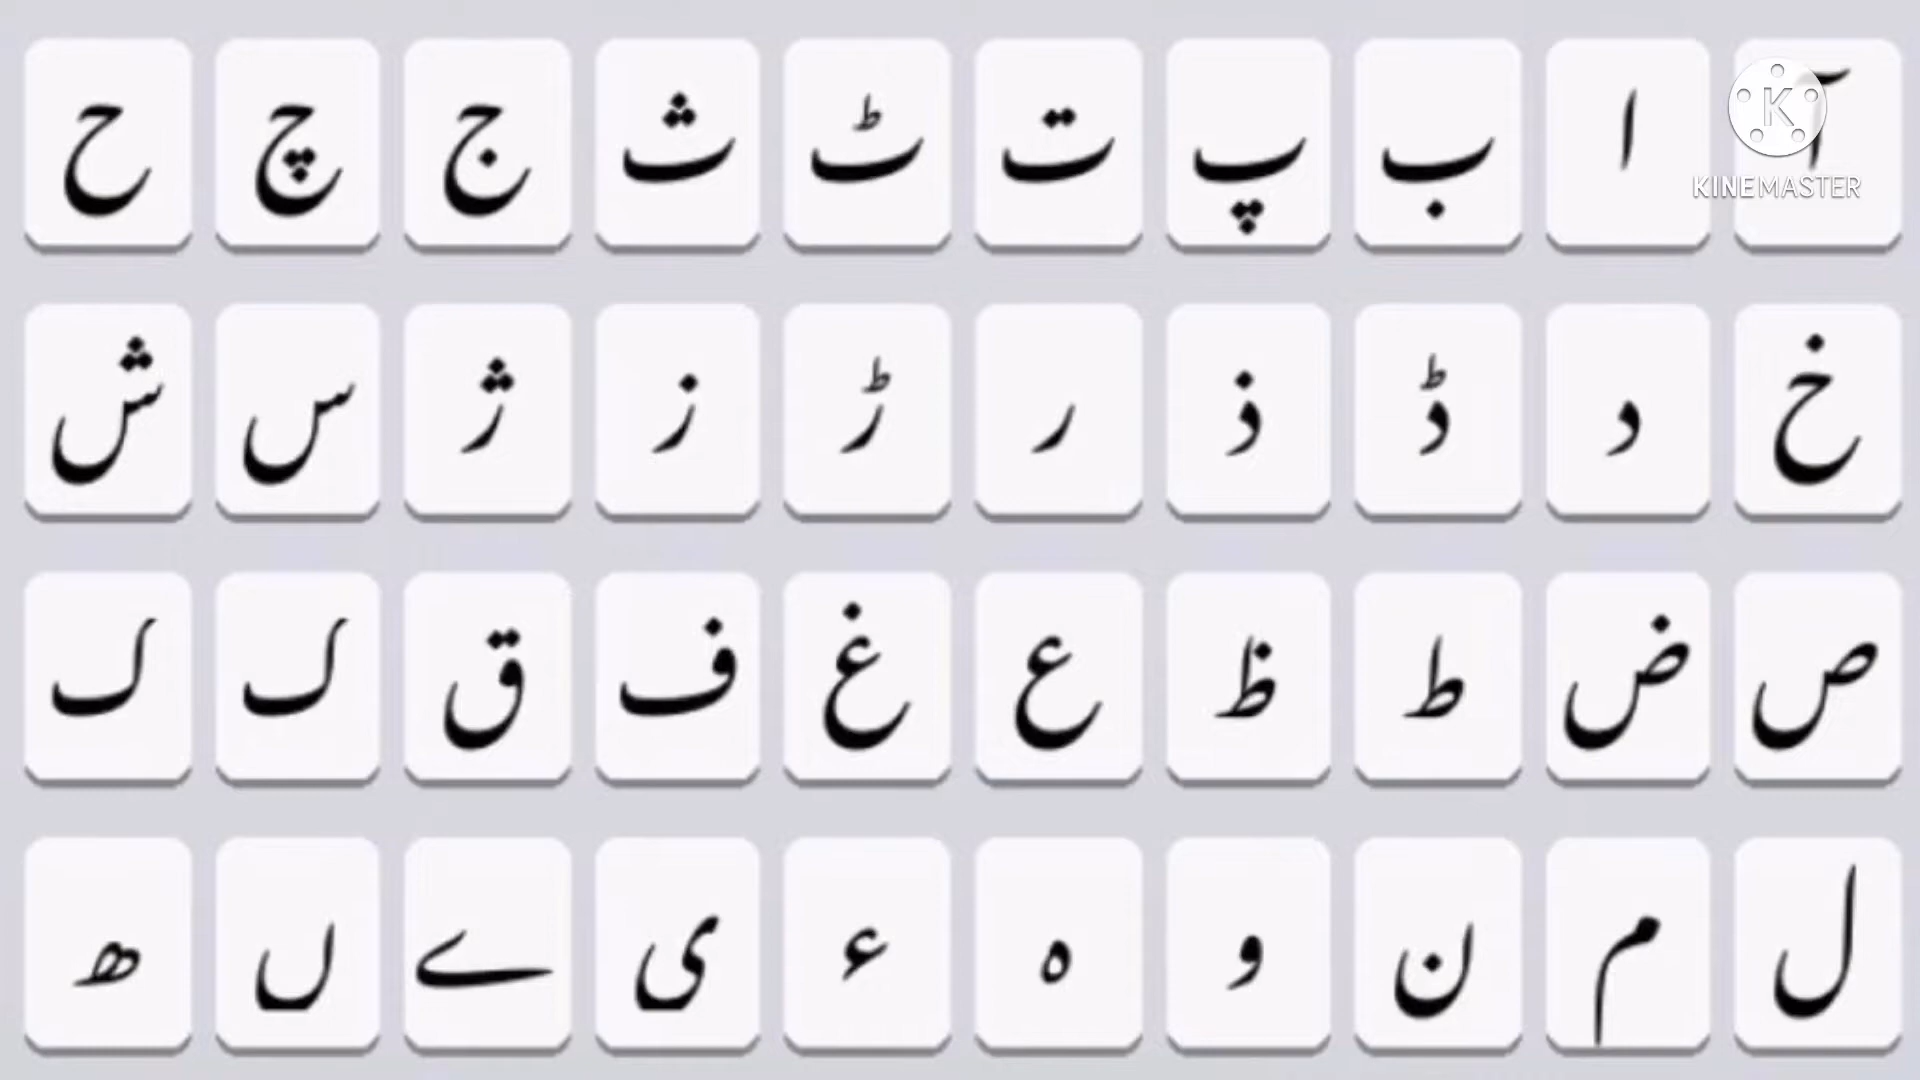 آ ا ب پ ت ٹ ث ج چ ح
K
KINEMASTER
خ د ڈ ذ ر ڑ ز ژ س ش
ص ض ط ظ ع غ ف ق ک ک
ل م ن و ہ ء ی ے ں ھ